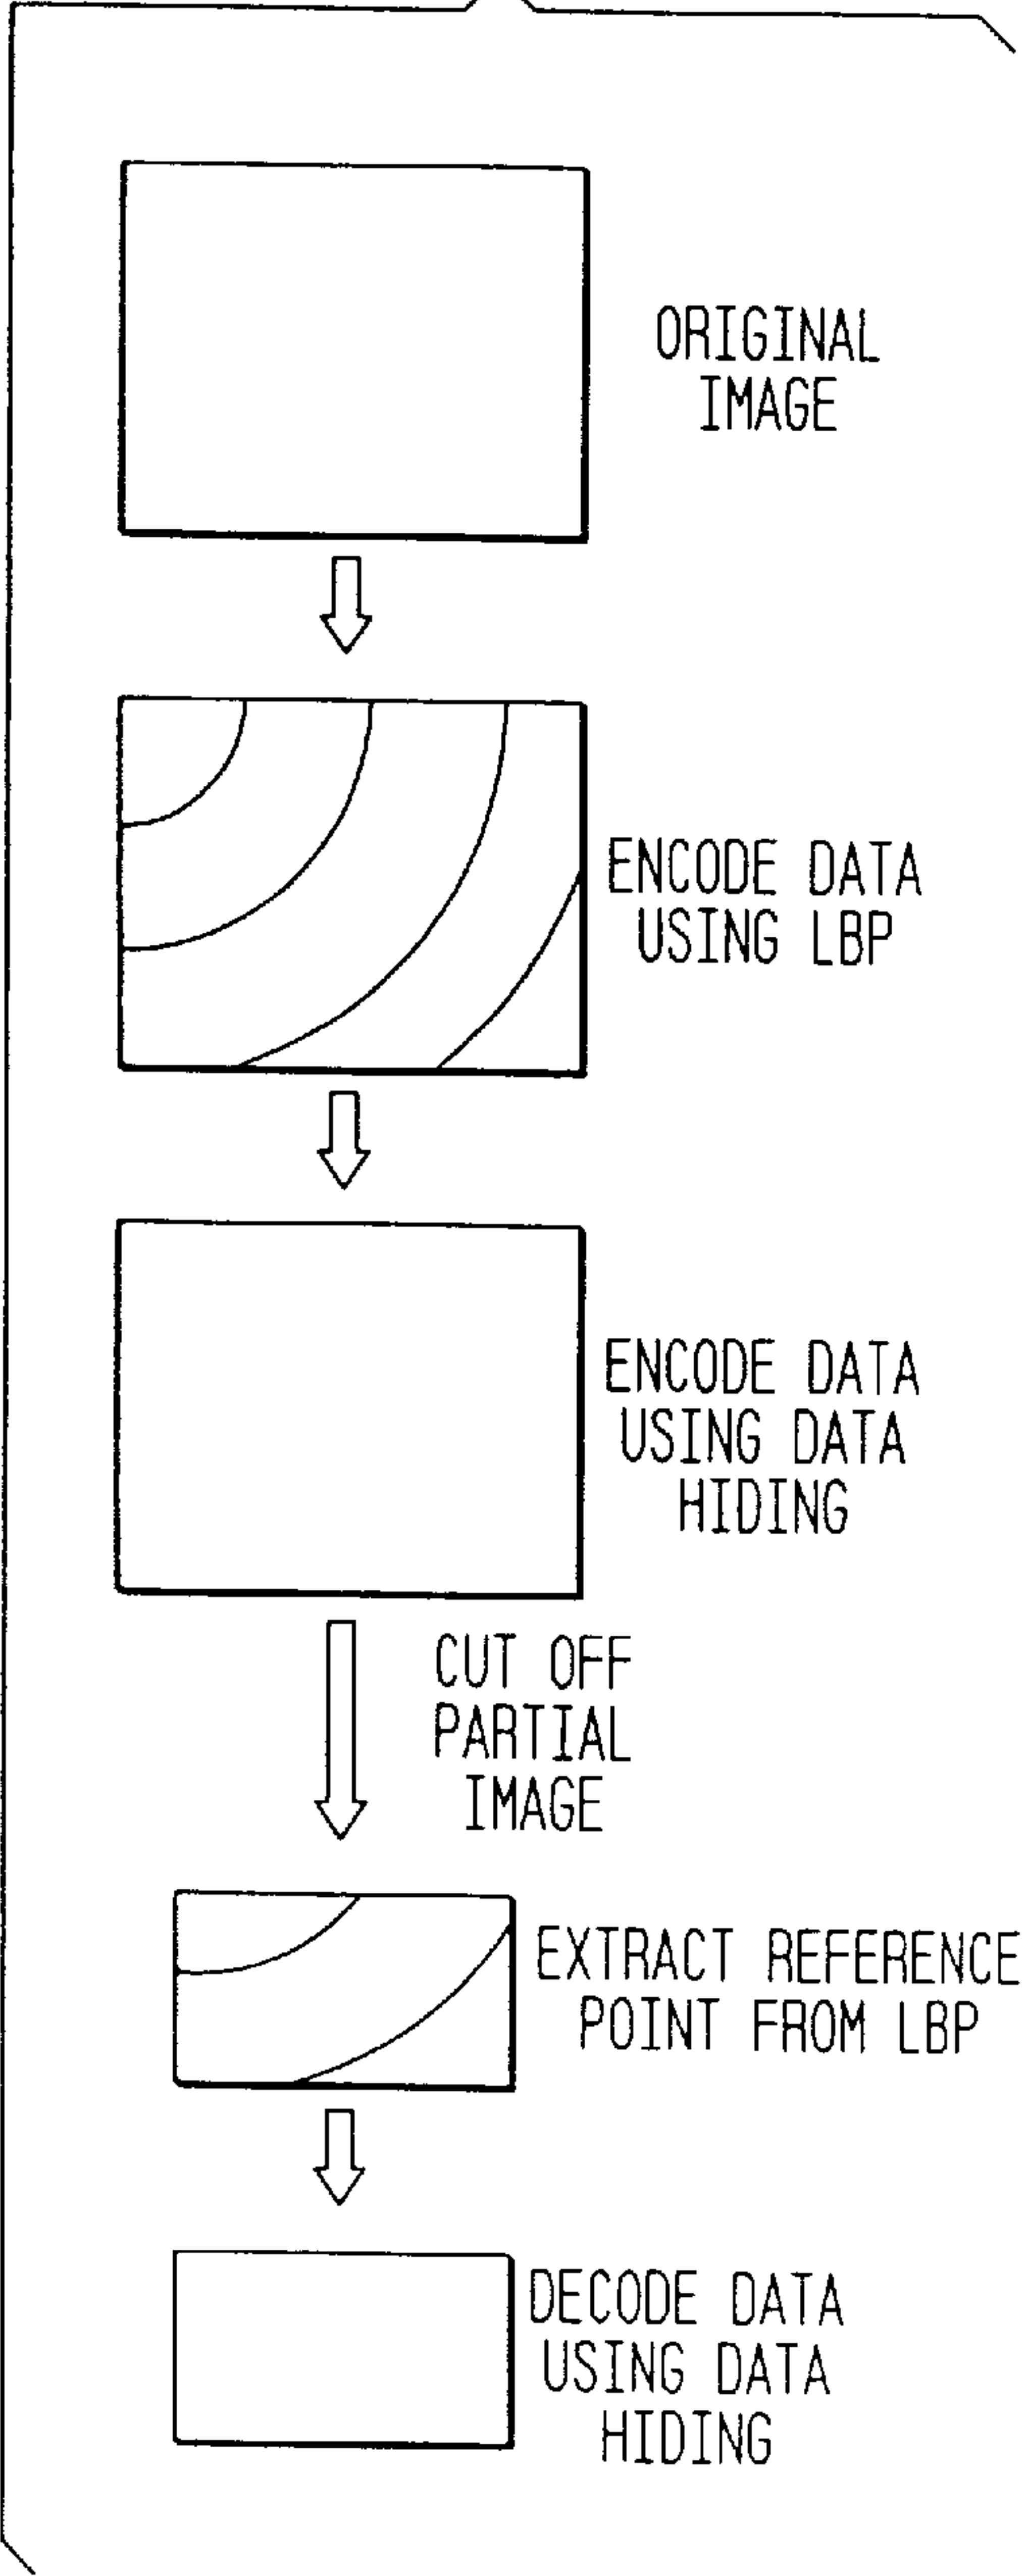 ORIGINAL
IMAGE
ENCODE DATA
USING LBP
ENCODE DATA
USING DATA
HIDING
CUT OFF
PARTIAL
IMAGE
EXTRACT REFERENCE
POINT FROM LBP
DECODE DATA
USING DATA
HIDING